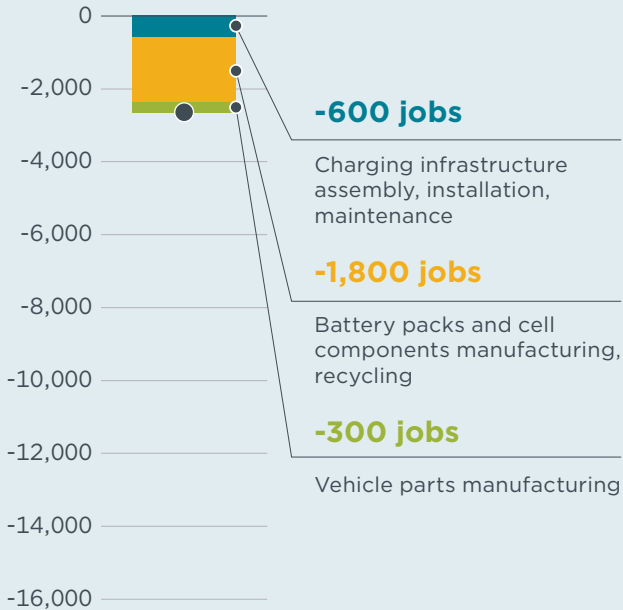 0
-2,000
-4,000
-6,000
-8,000
-10,000
-12,000
-14,000
-16,000
-600 jobs
Charging infrastructure
assembly, installation,
maintenance
-1,800 jobs
Battery packs and cell
components manufacturing,
recycling
-300 jobs
Vehicle parts manufacturing